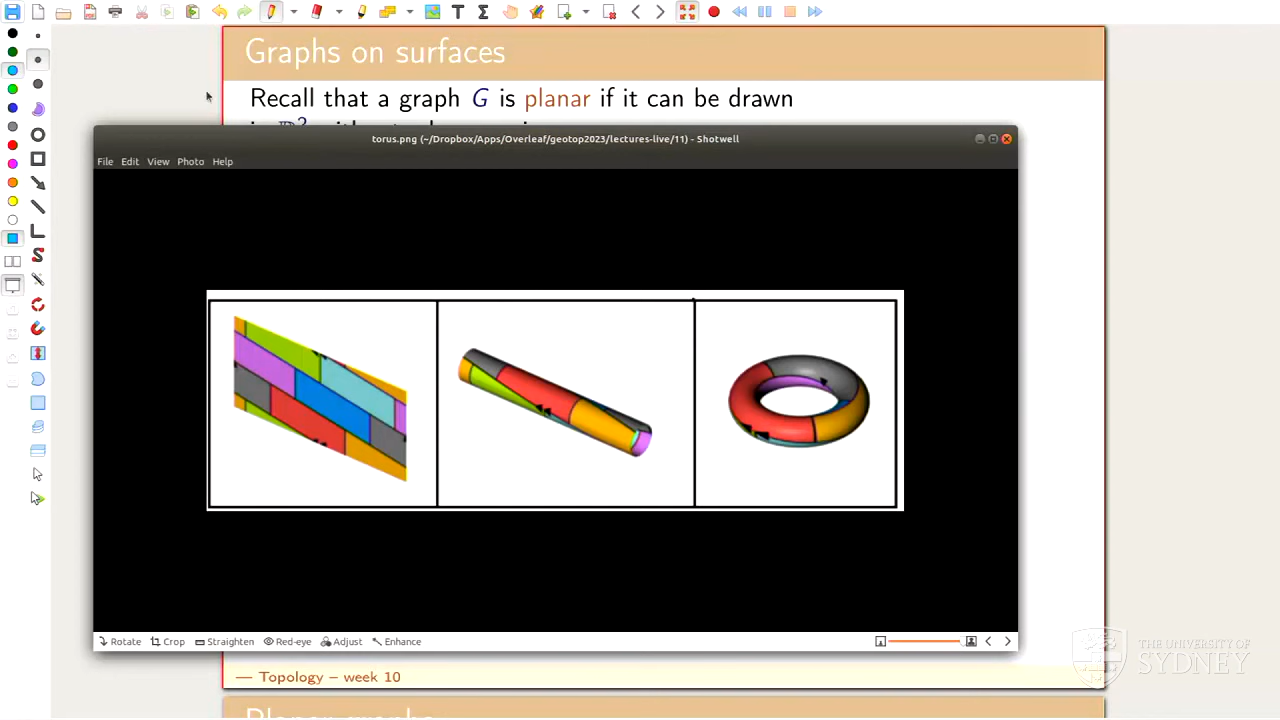 Graphs on surfaces
Recall that a graph G is planar if it can be drawn
torus.png (~/Dropbox/Apps/Overleaf/geotop2023/lectures-live/11) - Shotwell
File Edit View Photo Help
Rotate Crop Straighten Red-eye Adjust Enhance
THE UNIVERSITY OF
SYDNEY
— Topology – week 10
Planar graphs